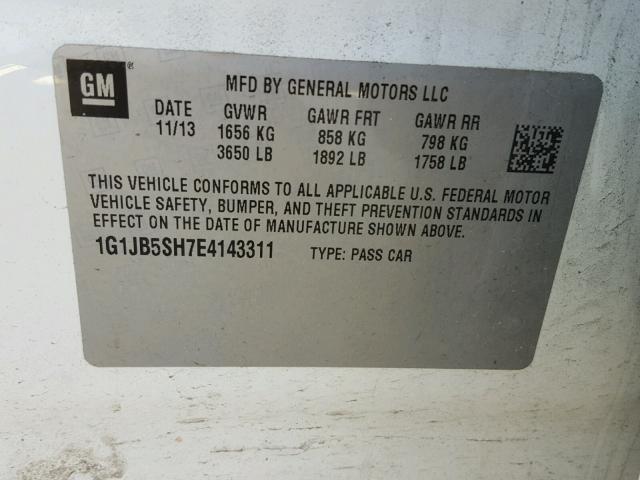 GM ®
MFD BY GENERAL MOTORS LLC
DATE GVWR GAWR FRT GAWR RR
11/13 1656 KG 858 KG 798 KG
3650 LB 1892 LB 1758 LB
THIS VEHICLE CONFORMS TO ALL APPLICABLE U.S. FEDERAL MOTOR
VEHICLE SAFETY, BUMPER, AND THEFT PREVENTION STANDARDS IN
EFFECT ON THE DATE OF MANUFACTURE SHOWN ABOVE.
1G1JB5SH7E4143311 TYPE: PASS CAR